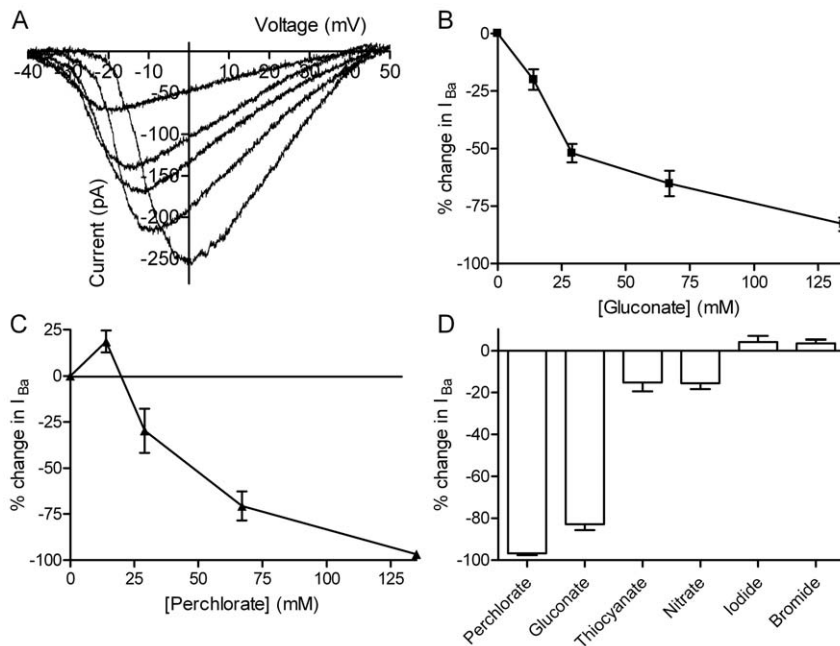 A
Voltage (mV)
-40 -30 -20 -10 10 20 30 40 50
-50
-100
-150
-200
-250
Current (pA)
B
0
-25
-50
-75
-100
% change in I Ba
0 25 50 75 100 125
[Gluconate] (mM)
C
25
0
-25
-50
-75
-100
% change in I Ba
0 25 50 75 100 125
[Perchlorate] (mM)
D
0
-20
-40
-60
-80
-100
% change in I Ba
Perchlorate
Gluconate
Thiocyanate
Nitrate
Iodide
Bromide